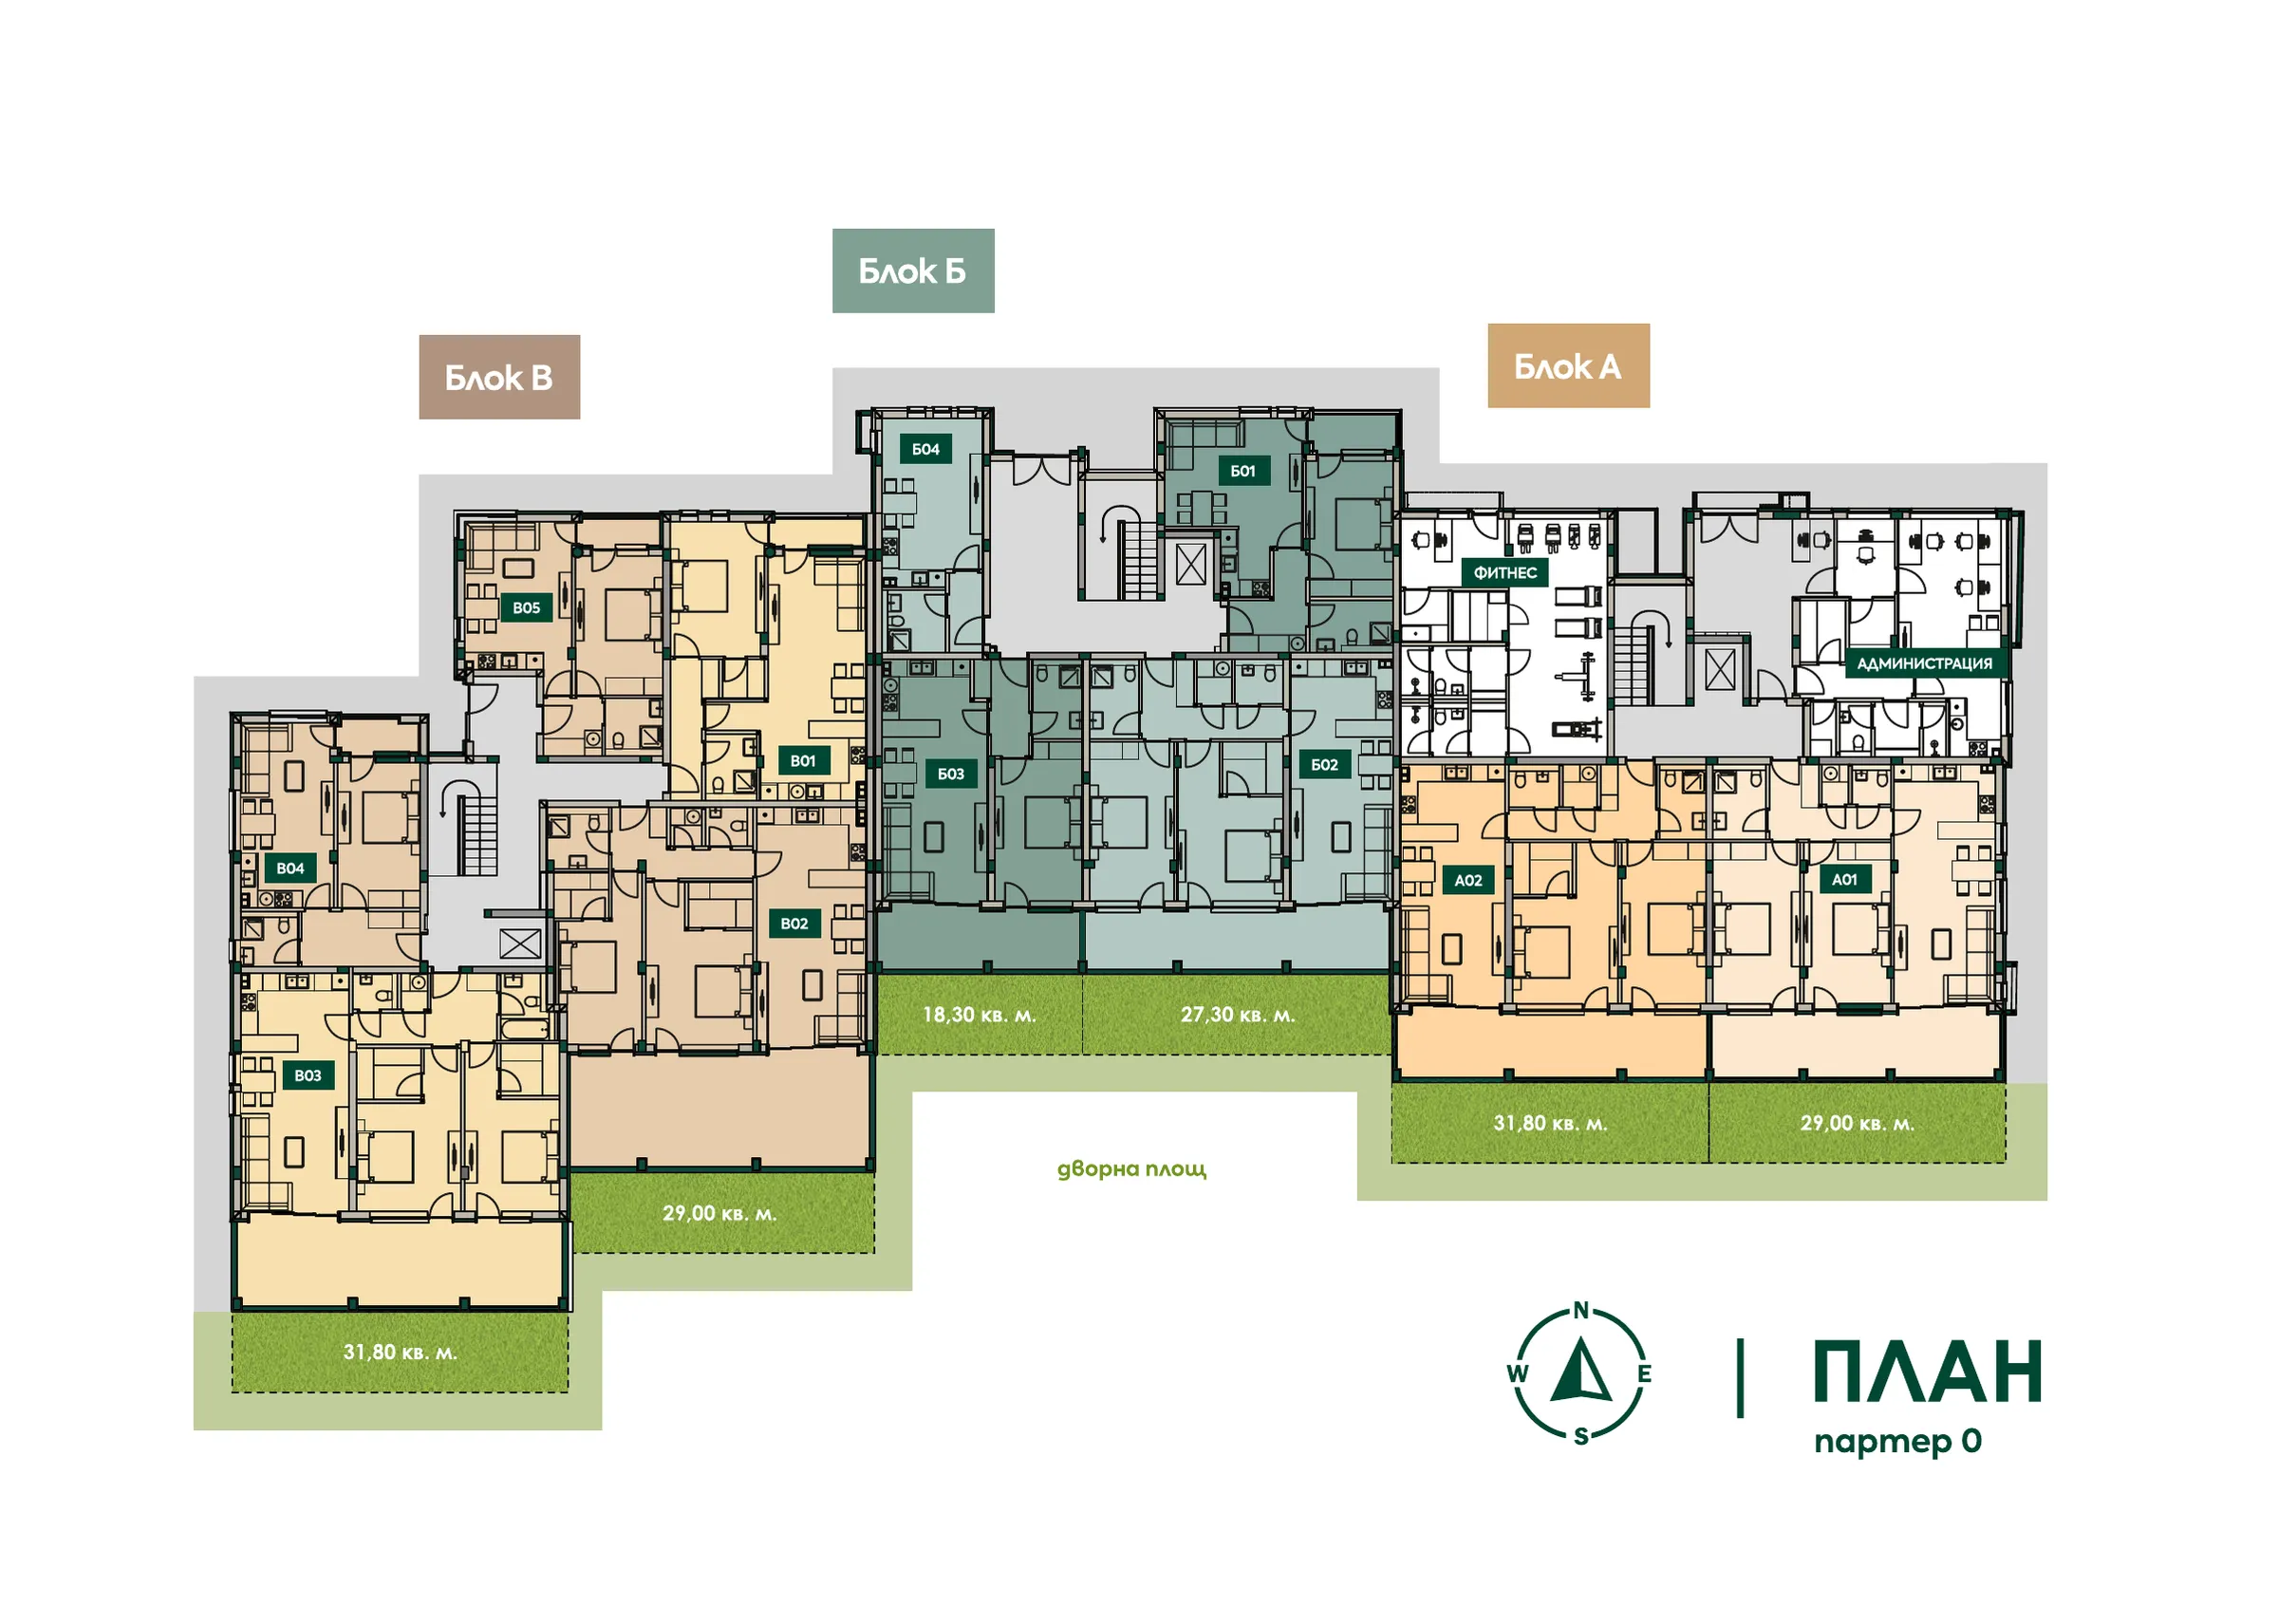 Блок Б
Блок В
Блок А
Б04
Б01
ФИТНЕС
В05
АДМИНИСТРАЦИЯ
В01
Б03
Б02
В04
А02
А01
В02
18,30 кв. м.
27,30 кв. м.
В03
31,80 кв. м.
29,00 кв. м.
дворна площ
29,00 кв. м.
31,80 кв. м.
N
W
E
S
ПЛАН
партер 0